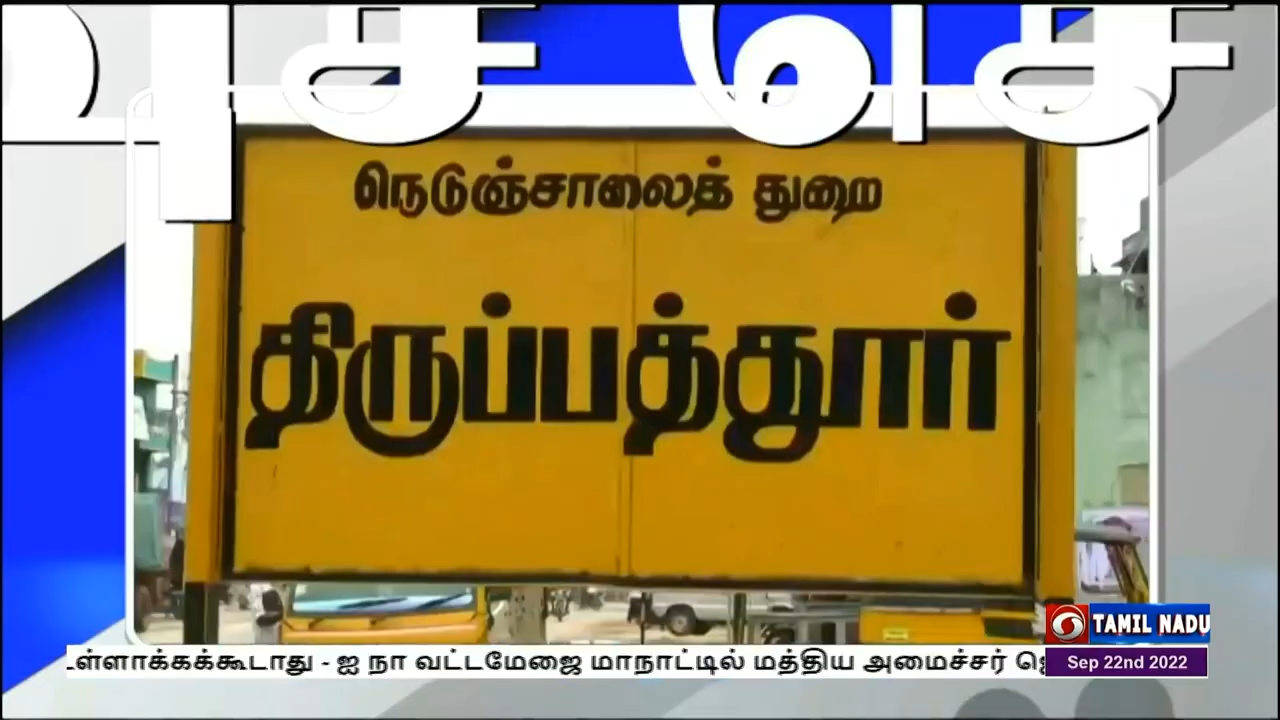 நெடுஞ்சாலைத் துறை
திருப்பத்தூர்
TAMIL NADU
ள்ளாக்கக்கூடாது - ஐ நா வட்டமேஜை மாநாட்டில் மத்திய அமைச்சர்
Sep 22nd 2022